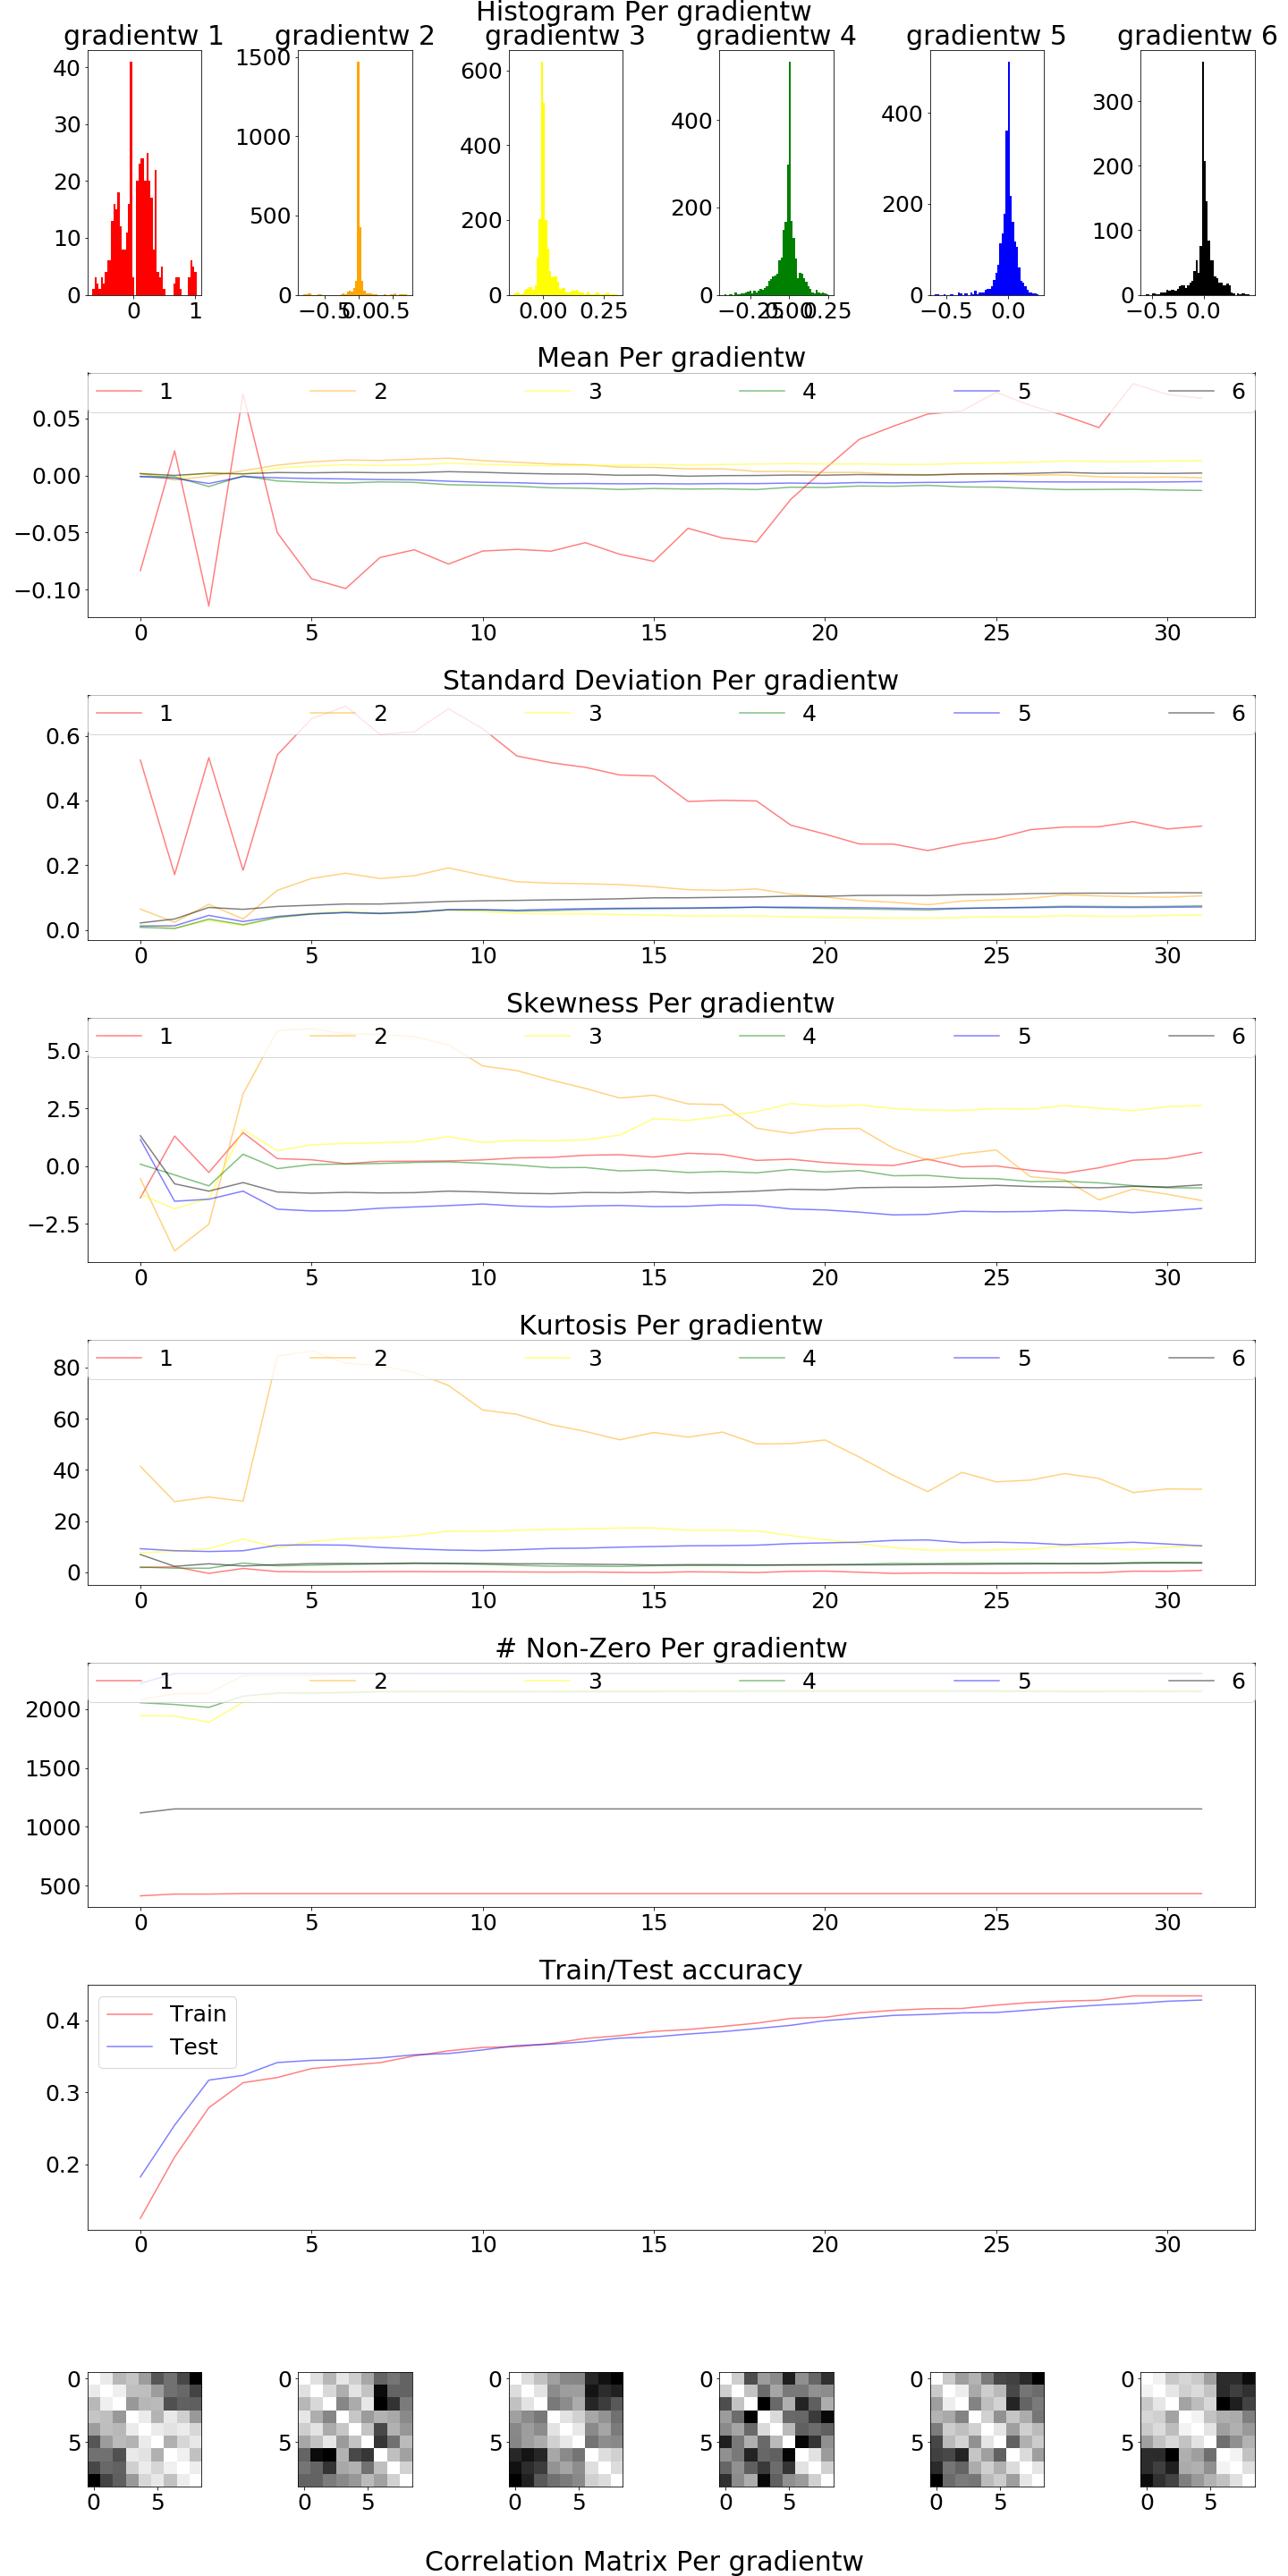 Histogram Per gradientw
gradientw 1 gradientw 2 gradientw 3 gradientw 4 gradientw 5 gradientw 6
40 1500 600 400 400 300
30 1000 400 200 200 200
20 500 200 0 0 100
10 0 0 0
0
0 1 −0.5 0.0 0.5 0.00 0.25 −0.25 0.00 0.25 −0.5 0.0 −0.5 0.0
Mean Per gradientw
1 2 3 4 5 6
0.05
0.00
−0.05
−0.10
0 5 10 15 20 25 30
Standard Deviation Per gradientw
1 2 3 4 5 6
0.6
0.4
0.2
0.0
0 5 10 15 20 25 30
Skewness Per gradientw
1 2 3 4 5 6
5.0
2.5
0.0
−2.5
0 5 10 15 20 25 30
Kurtosis Per gradientw
1 2 3 4 5 6
80
60
40
20
0
0 5 10 15 20 25 30
# Non-Zero Per gradientw
1 2 3 4 5 6
2000
1500
1000
500
0 5 10 15 20 25 30
Train/Test accuracy
Train
Test
0.4
0.3
0.2
0 5 10 15 20 25 30
0 0 0 0 0 0
5 5 5 5 5 5
0 5 0 5 0 5 0 5 0 5 0 5
Correlation Matrix Per gradientw